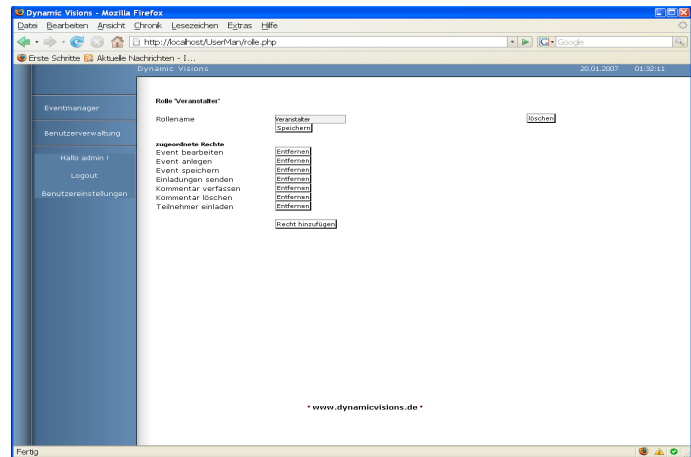 Dynamic Visions - Mozilla Firefox
Datei Bearbeiten Ansicht Chronik Lesezeichen Extras Hilfe
http://localhost/UserMan/rolle.php
Google
Erste Schritte Aktuelle Nachrichten - I...
Dynamic Visions 20.01.2007 01:32:11
Eventmanager
Benutzerverwaltung
Hallo admin !
Logout
Benutzereinstellungen
Rolle 'Veranstalter'
Rollename Veranstalter löschen
Speichern
zugeordnete Rechte
Event bearbeiten Entfernen
Event anlegen Entfernen
Event speichern Entfernen
Einladungen senden Entfernen
Kommentar verfassen Entfernen
Kommentar löschen Entfernen
Teilnehmer einladen Entfernen
Recht hinzufügen
* www.dynamicvisions.de *
Fertig